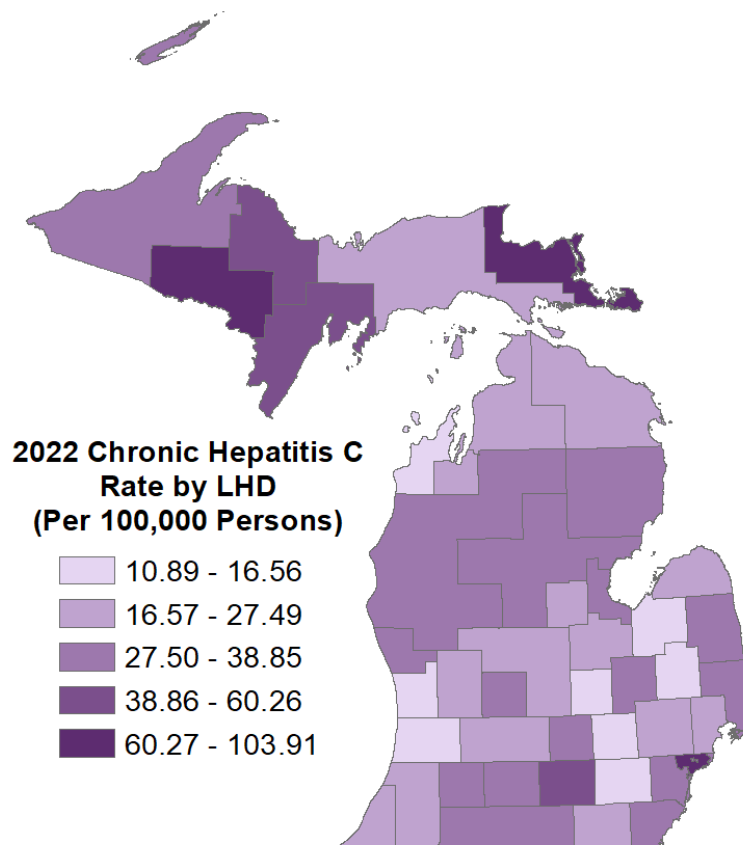 2022 Chronic Hepatitis C
Rate by LHD
(Per 100,000 Persons)
10.89 - 16.56
16.57 - 27.49
27.50 - 38.85
38.86 - 60.26
60.27 - 103.91